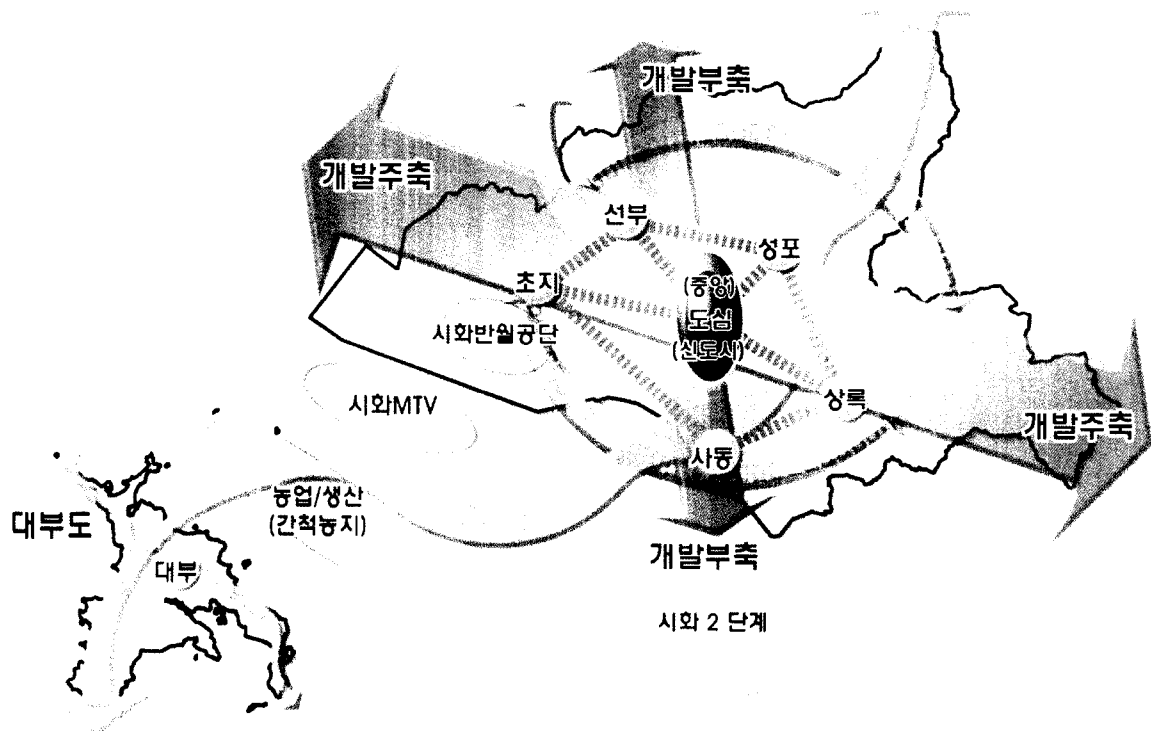 개발부축
개발주축
선부
성포
초지
(중앙)
도심
(신도시)
시화반월공단
시화MTV
상록
개발주축
사동
농업/생산
(간척농지)
대부도
대부
개발부축
시화 2 단계